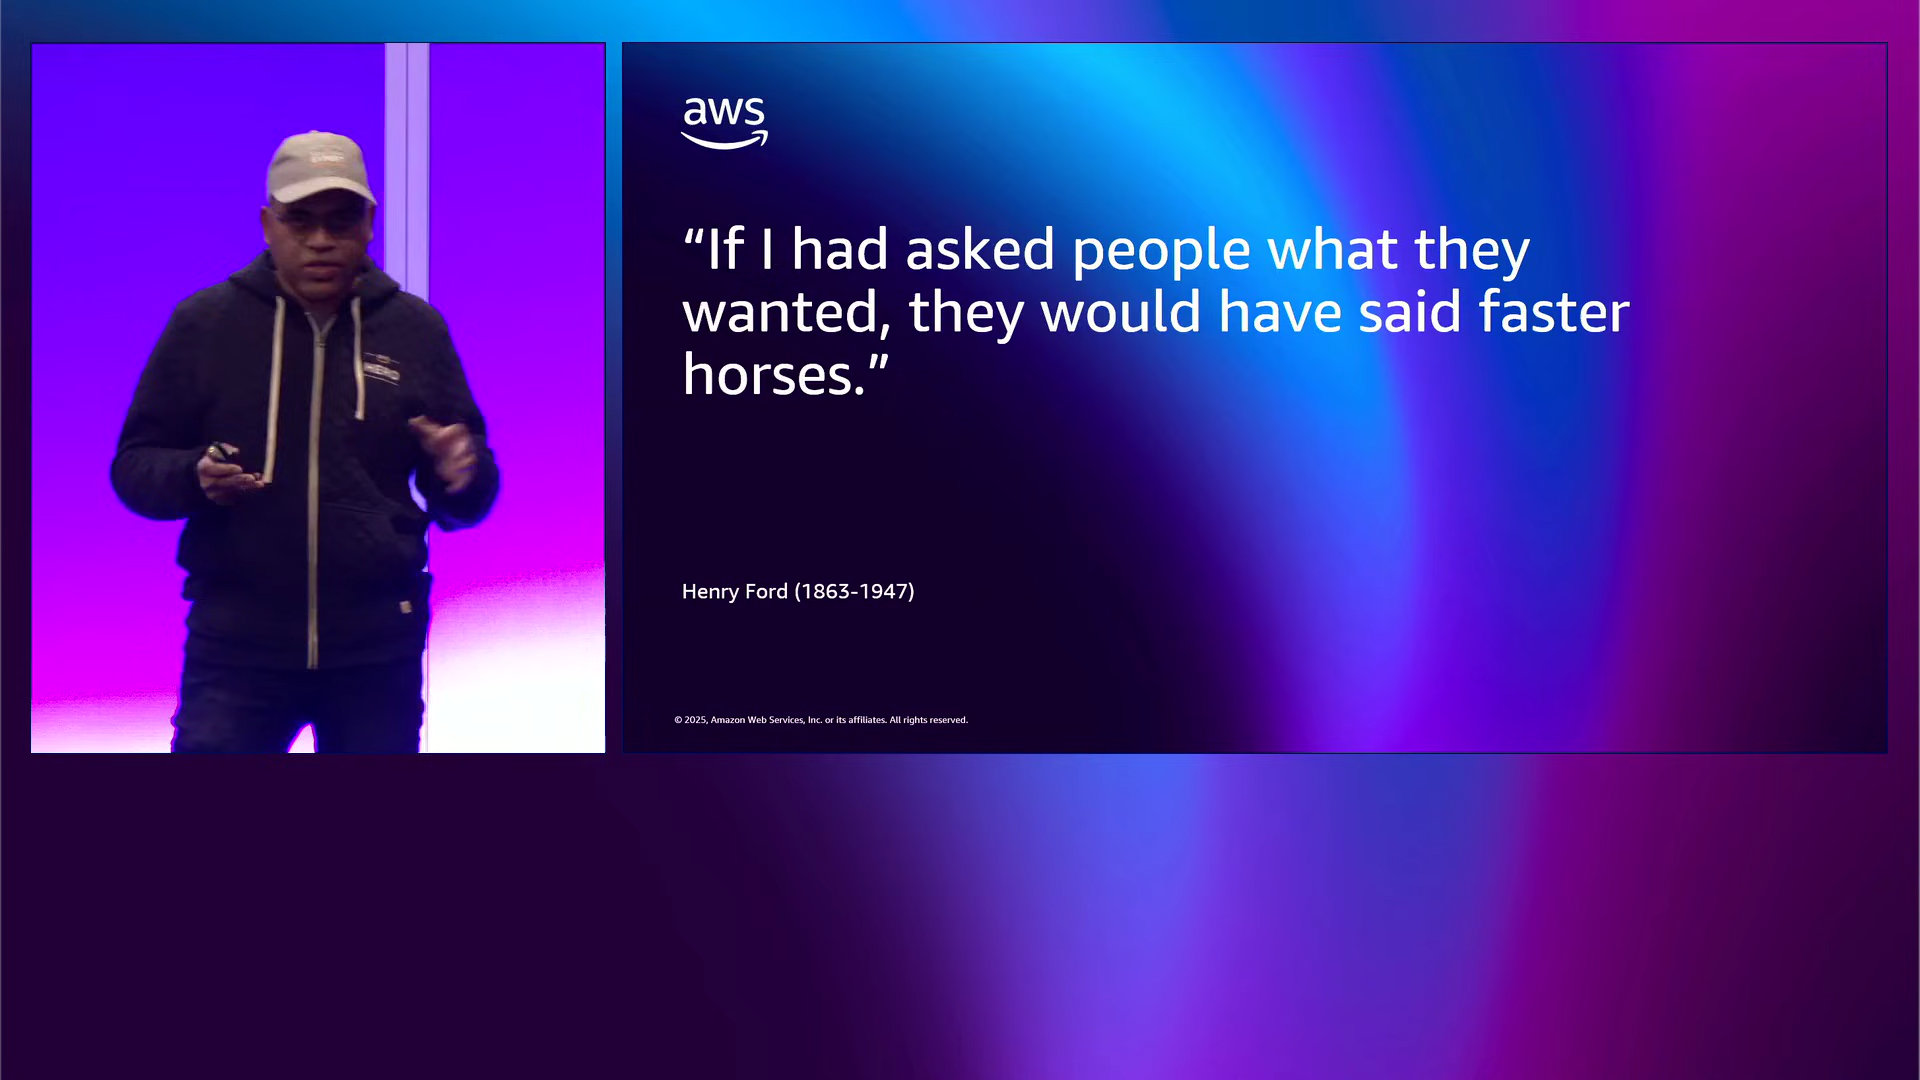 aws
“If I had asked people what they
wanted, they would have said faster
horses.”
Henry Ford (1863-1947)
© 2025, Amazon Web Services, Inc. or its affiliates. All rights reserved.
HERO